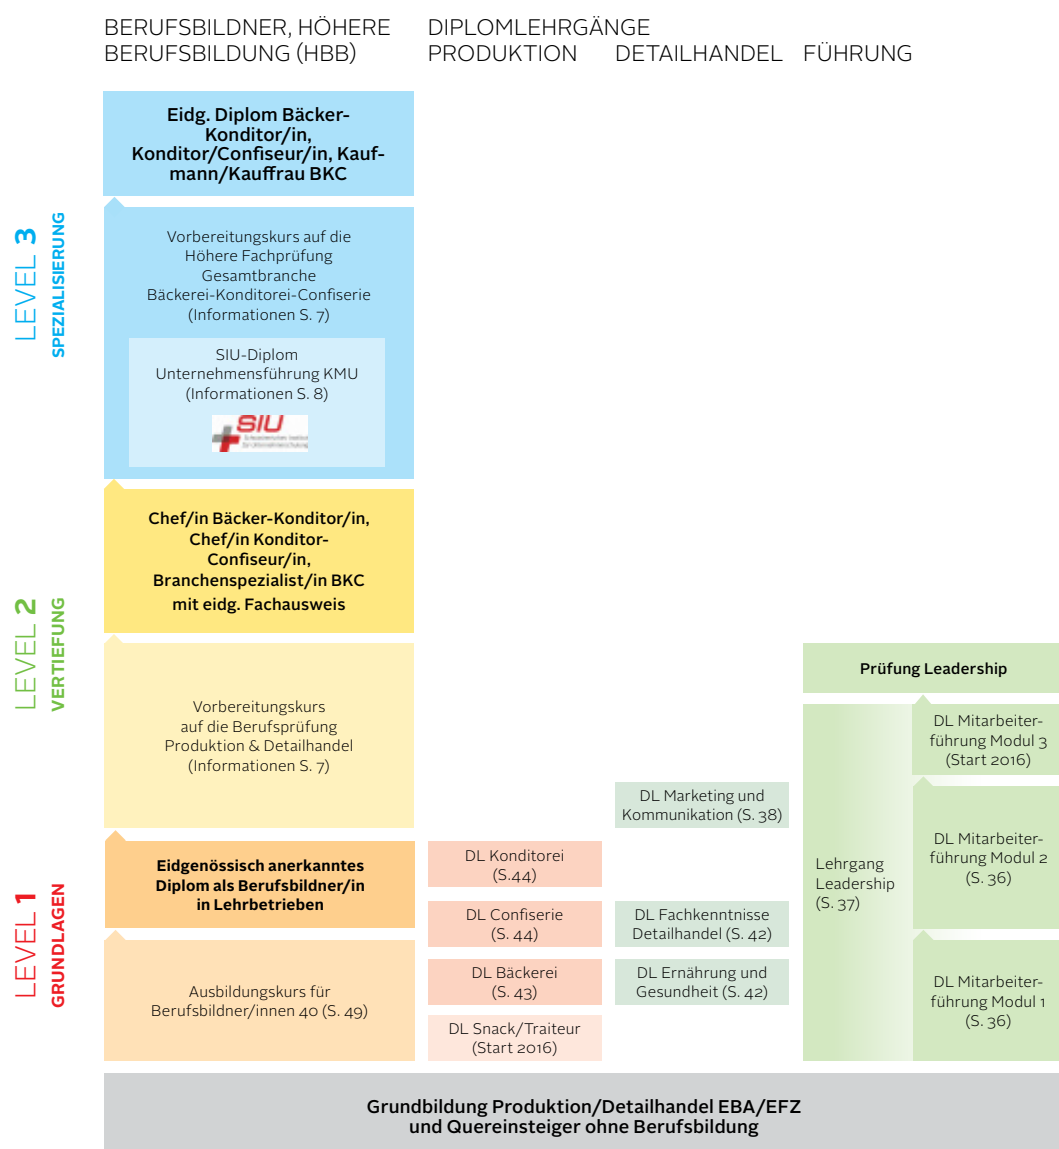 BERUFSBILDNER, HÖHERE
BERUFSBILDUNG (HBB)
DIPLOMLEHRGÄNGE
PRODUKTION
DETAILHANDEL
FÜHRUNG
LEVEL 3
SPEZIALISIERUNG
Eidg. Diplom Bäcker-
Konditor/in,
Konditor/Confiseur/in, Kauf-
mann/Kauffrau BKC
Vorbereitungskurs auf die
Höhere Fachprüfung
Gesamtbranche
Bäckerei-Konditorei-Confiserie
(Informationen S. 7)
SIU-Diplom
Unternehmensführung KMU
(Informationen S. 8)
SIU
Schweizerisches Institut
für Unternehmensschulung
LEVEL 2
VERTIEFUNG
Chef/in Bäcker-Konditor/in,
Chef/in Konditor-
Confiseur/in,
Branchenspezialist/in BKC
mit eidg. Fachausweis
Vorbereitungskurs
auf die Berufsprüfung
Produktion & Detailhandel
(Informationen S. 7)
LEVEL 1
GRUNDLAGEN
Eidgenössisch anerkanntes
Diplom als Berufsbildner/in
in Lehrbetrieben
Ausbildungskurs für
Berufsbildner/innen 40 (S. 49)
DL Konditorei
(S.44)
DL Confiserie
(S. 44)
DL Bäckerei
(S. 43)
DL Snack/Traiteur
(Start 2016)
DL Marketing und
Kommunikation (S. 38)
DL Fachkenntnisse
Detailhandel (S. 42)
DL Ernährung und
Gesundheit (S. 42)
Prüfung Leadership
Lehrgang
Leadership
(S. 37)
DL Mitarbeiter-
führung Modul 3
(Start 2016)
DL Mitarbeiter-
führung Modul 2
(S. 36)
DL Mitarbeiter-
führung Modul 1
(S. 36)
Grundbildung Produktion/Detailhandel EBA/EFZ
und Quereinsteiger ohne Berufsbildung